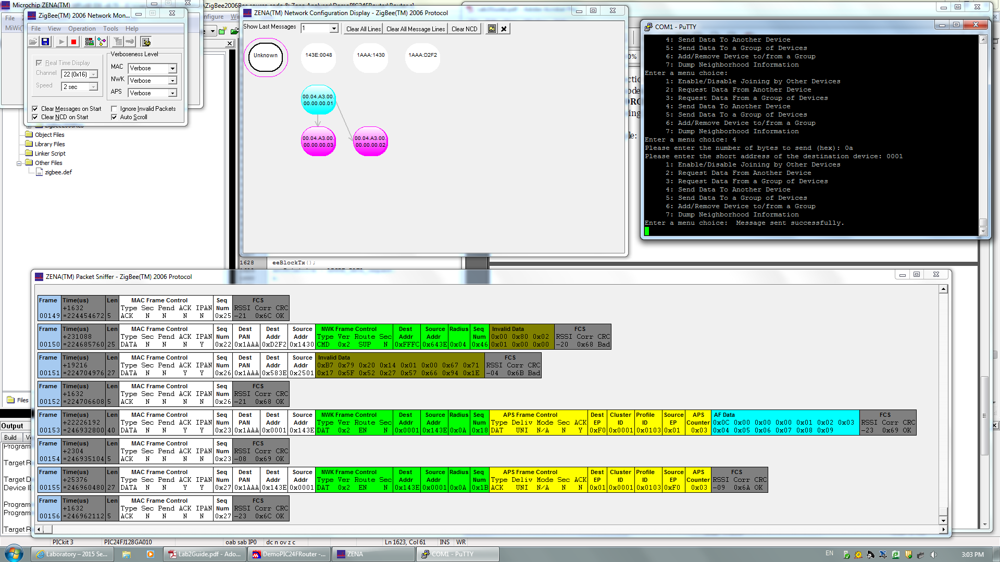 Microchip ZENA(TM)
File
MiWi(T
ZigBee(TM) 2006 Network Mon...
File View Operation Tools Help
Real Time Display
Channel 22 (0x16)
Speed 2 sec
Verboseness Level
MAC Verbose
NWK Verbose
APS Verbose
Clear Messages on Start
Ignore Invalid Packets
Clear NCD on Start
Auto Scroll
Object Files
Library Files
Linker Script
Other Files
zigbee.def
Files
ZENA(TM) Network Configuration Display - ZigBee(TM) 2006 Protocol
Show Last Messages 1 Clear All Lines Clear All Message Lines Clear NCD
Unknown 143E:0048 1AAA:1430 1AAA:D2F2
00.04.A3.00.
00.00.00.01
00.04.A3.00. 00.04.A3.00.
00.00.00.03 00.00.00.02
1628 eeBlockTx();
COM1 - PuTTY
4: Send Data To Another Device
5: Send Data To a Group of Devices
6: Add/Remove Device to/from a Group
7: Dump Neighborhood Information
Enter a menu choice:
1: Enable/Disable Joining by Other Devices
2: Request Data From Another Device
3: Request Data From a Group of Devices
4: Send Data To Another Device
5: Send Data To a Group of Devices
6: Add/Remove Device to/from a Group
7: Dump Neighborhood Information
Enter a menu choice: 4
Please enter the number of bytes to send (hex): 0a
Please enter the short address of the destination device: 0001
1: Enable/Disable Joining by Other Devices
2: Request Data From Another Device
3: Request Data From a Group of Devices
4: Send Data To Another Device
5: Send Data To a Group of Devices
6: Add/Remove Device to/from a Group
7: Dump Neighborhood Information
Enter a menu choice: Message sent successfully.
ZENA(TM) Packet Sniffer - ZigBee(TM) 2006 Protocol
Frame Time(us) Len MAC Frame Control Seq FCS
+1632 Type Sec Pend ACK IPAN Num RSSI Corr CRC
00149 =224454672 5 ACK N N N N 0x25 -21 0x6C OK
Frame Time(us) Len MAC Frame Control Seq Dest Dest Source NWK Frame Control Dest Source Radius Seq Invalid Data FCS
+231088 Type Sec Pend ACK IPAN Num PAN Addr Addr Type Ver Route Sec Addr Addr Num 0x00 0x80 0x02 RSSI Corr CRC
00150 =224685760 25 DATA N N N Y 0x22 0x1AAA 0xD2F2 0x1430 CMD 0x2 SUP N 0xFFFC 0x643E 0x04 0x46 0x01 0x00 0x00 -20 0x68 Bad
Frame Time(us) Len MAC Frame Control Seq Dest Dest Source Invalid Data FCS
+19216 Type Sec Pend ACK IPAN Num PAN Addr Addr 0xB7 0x79 0x20 0x14 0x01 0x00 0x67 0x71 RSSI Corr CRC
00151 =224704976 27 DATA N N Y Y 0x26 0x1AAA 0x583E 0x2501 0x17 0x5F 0x52 0x27 0x57 0x66 0x94 0x1E -04 0x6B Bad
Frame Time(us) Len MAC Frame Control Seq FCS
+1632 Type Sec Pend ACK IPAN Num RSSI Corr CRC
00152 =224706608 5 ACK N N N N 0x26 -21 0x68 OK
Frame Time(us) Len MAC Frame Control Seq Dest Dest Source NWK Frame Control Dest Source Radius Seq APS Frame Control Dest Cluster Profile Source APS AF Data FCS
+22226192 Type Sec Pend ACK IPAN Num PAN Addr Addr Type Ver Route Sec Addr Addr Num Type Deliv Mode Sec ACK EP ID ID EP Counter 0x0C 0x00 0x00 0x00 0x01 0x02 0x03 RSSI Corr CRC
00153 =246932800 40 DATA N N Y Y 0x23 0x1AAA 0x0001 0x143E DAT 0x2 EN N 0x0001 0x143E 0x0A 0x18 DAT UNI N/A N Y 0xF0 0x0001 0x0103 0x01 0x03 0x04 0x05 0x06 0x07 0x08 0x09 -23 0x69 OK
Frame Time(us) Len MAC Frame Control Seq FCS
+2304 Type Sec Pend ACK IPAN Num RSSI Corr CRC
00154 =246935104 5 ACK N N N N 0x23 -08 0x69 OK
Frame Time(us) Len MAC Frame Control Seq Dest Dest Source NWK Frame Control Dest Source Radius Seq APS Frame Control Dest Cluster Profile Source APS FCS
+25376 Type Sec Pend ACK IPAN Num PAN Addr Addr Type Ver Route Sec Addr Addr Num Type Deliv Mode Sec ACK EP ID ID EP Counter RSSI Corr CRC
00155 =246960480 27 DATA N N Y Y 0x27 0x1AAA 0x143E 0x0001 DAT 0x2 EN N 0x143E 0x0001 0x0A 0x1B ACK UNI N/A N N 0x01 0x0001 0x0103 0xF0 0x03 -09 0x6A OK
Frame Time(us) Len MAC Frame Control Seq FCS
+1632 Type Sec Pend ACK IPAN Num RSSI Corr CRC
00156 =246962112 5 ACK N N N N 0x27 -23 0x6C OK
Output
Build
Program
Target R
Target D
Device ID
Program
Program
Target R
PICkit 3 PIC24FJ128GA010 oab sab IP0 dc n ov z c Ln 1623, Col 61 INS WR
Laboratory – 2015 Se... Lab2Guide.pdf - Ado... DemoPIC24FRouter -... ZENA COM1 - PuTTY EN 3:03 PM